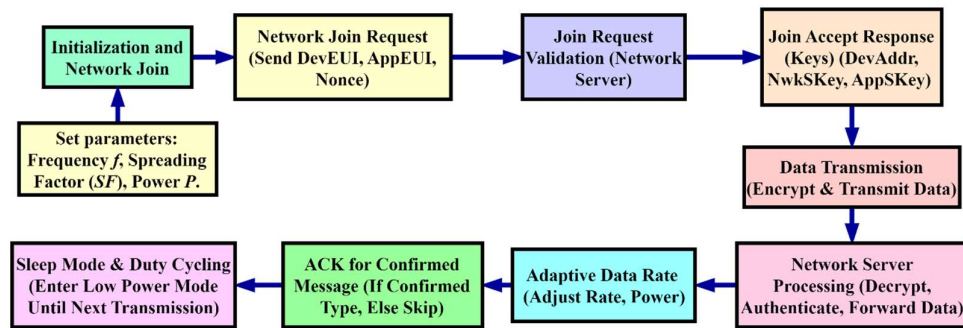 Initialization and
Network Join
Network Join Request
(Send DevEUI, AppEUI,
Nonce)
Join Request
Validation (Network
Server)
Join Accept Response
(Keys) (DevAddr,
NwkSKey, AppSKey)
Set parameters:
Frequency f, Spreading
Factor (SF), Power P.
Data Transmission
(Encrypt & Transmit Data)
Network Server
Processing (Decrypt,
Authenticate, Forward Data)
Adaptive Data Rate
(Adjust Rate, Power)
ACK for Confirmed
Message (If Confirmed
Type, Else Skip)
Sleep Mode & Duty Cycling
(Enter Low Power Mode
Until Next Transmission)